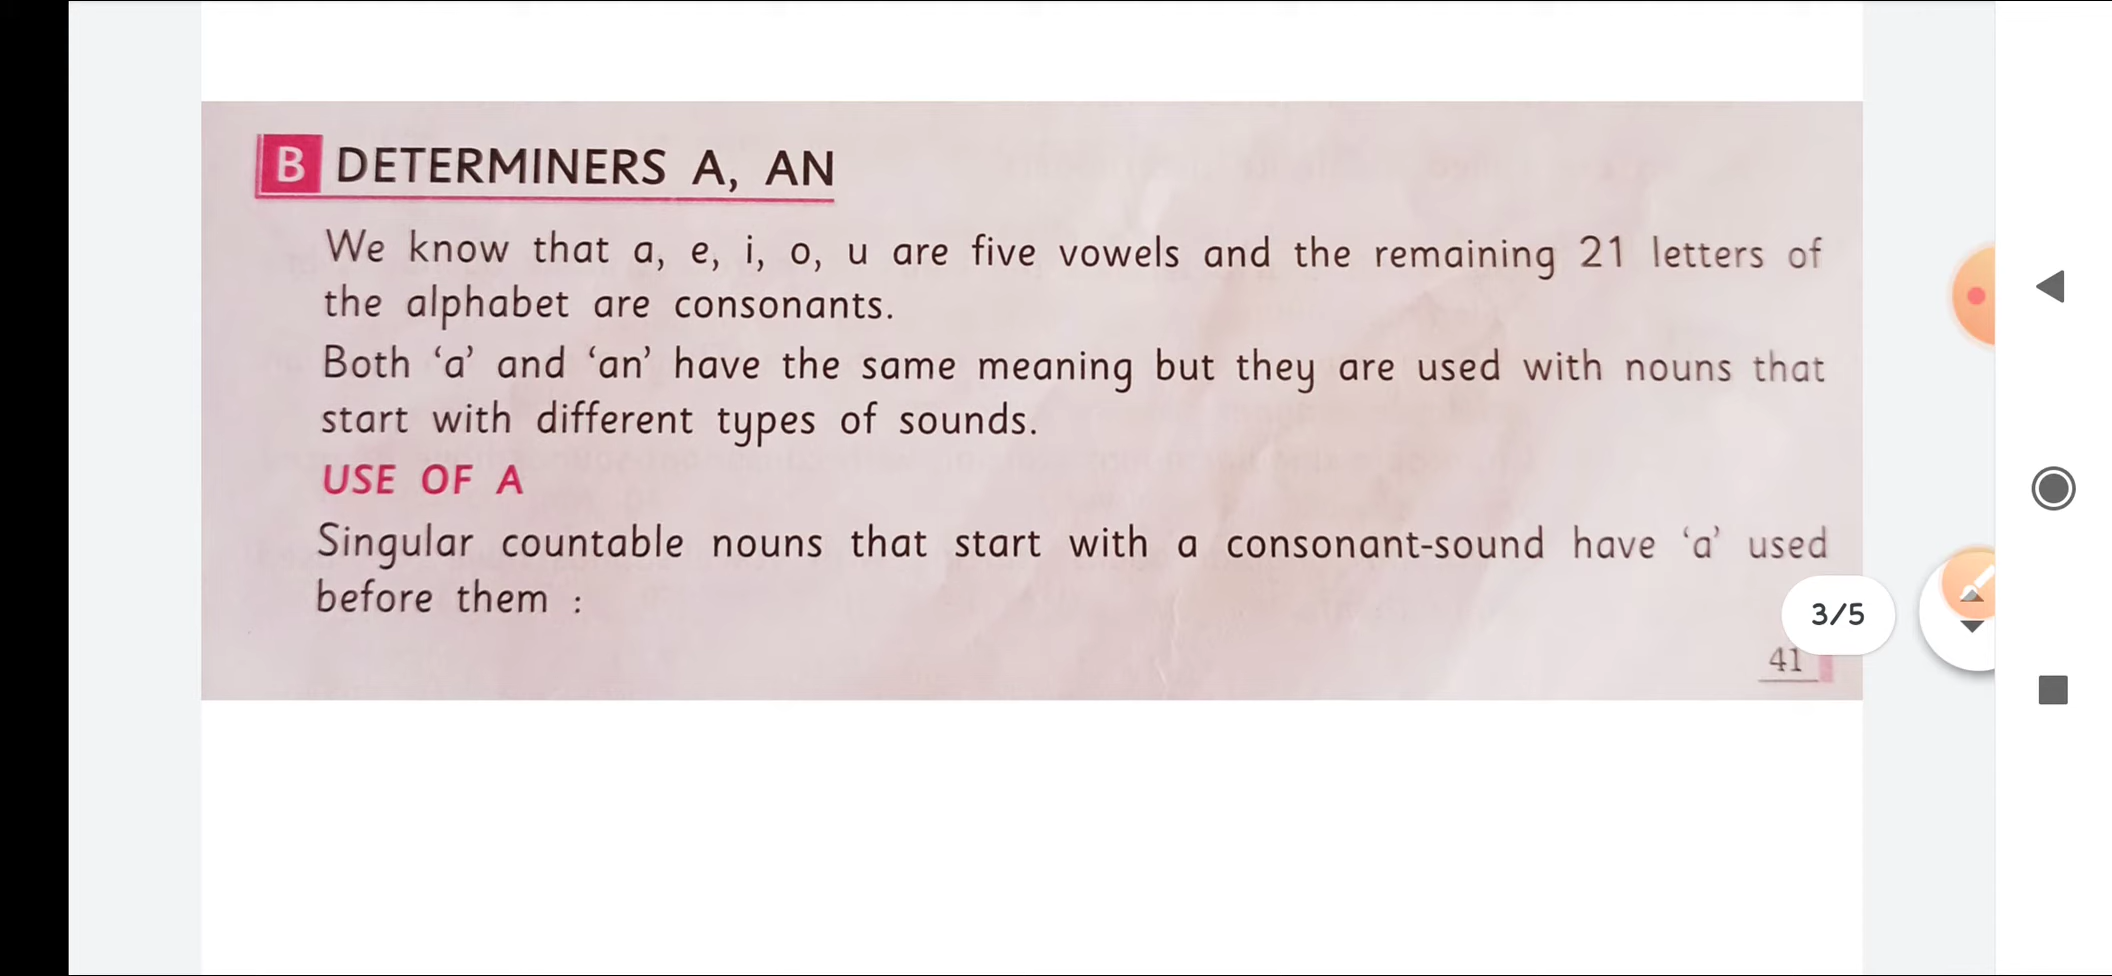 B DETERMINERS A, AN
We know that a, e, i, o, u are five vowels and the remaining 21 letters of
the alphabet are consonants.
Both ‘a’ and ‘an’ have the same meaning but they are used with nouns that
start with different types of sounds.
USE OF A
Singular countable nouns that start with a consonant-sound have ‘a’ used
before them :
3/5
41